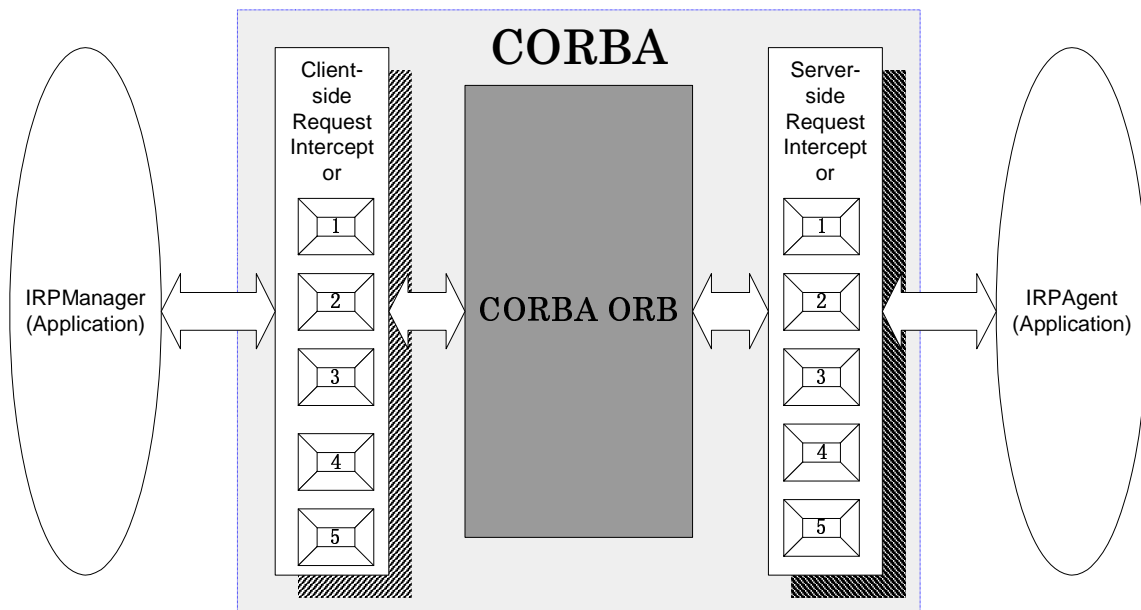 CORBA
Client-
side
Request
Intercept
or
1
2
3
4
5
IRPManager
(Application)
CORBA ORB
Server-
side
Request
Intercept
or
1
2
3
4
5
IRPAgent
(Application)